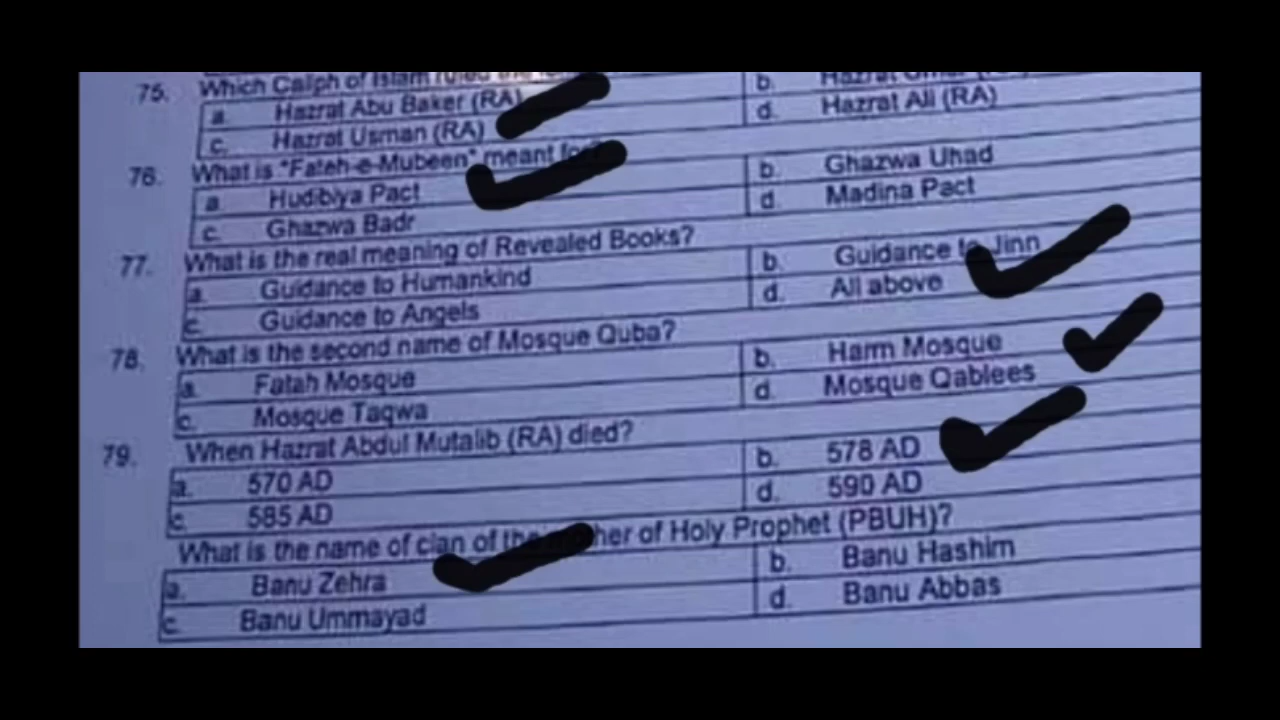 75. Which Caliph of Islam ruled the
a. Hazrat Abu Baker (RA) b. Hazrat Umar
c. Hazrat Usman (RA) d. Hazrat Ali (RA)
76. What is "Fateh-e-Mubeen" meant for?
a. Hudibiya Pact b. Ghazwa Uhad
c. Ghazwa Badr d. Madina Pact
77. What is the real meaning of Revealed Books?
a. Guidance to Humankind b. Guidance to Jinn
c. Guidance to Angels d. All above
78. What is the second name of Mosque Quba?
a. Fatah Mosque b. Harm Mosque
c. Mosque Taqwa d. Mosque Qablees
79. When Hazrat Abdul Mutalib (RA) died?
a. 570 AD b. 578 AD
c. 585 AD d. 590 AD
What is the name of clan of the her of Holy Prophet (PBUH)?
a. Banu Zehra b. Banu Hashim
c. Banu Ummayad d. Banu Abbas